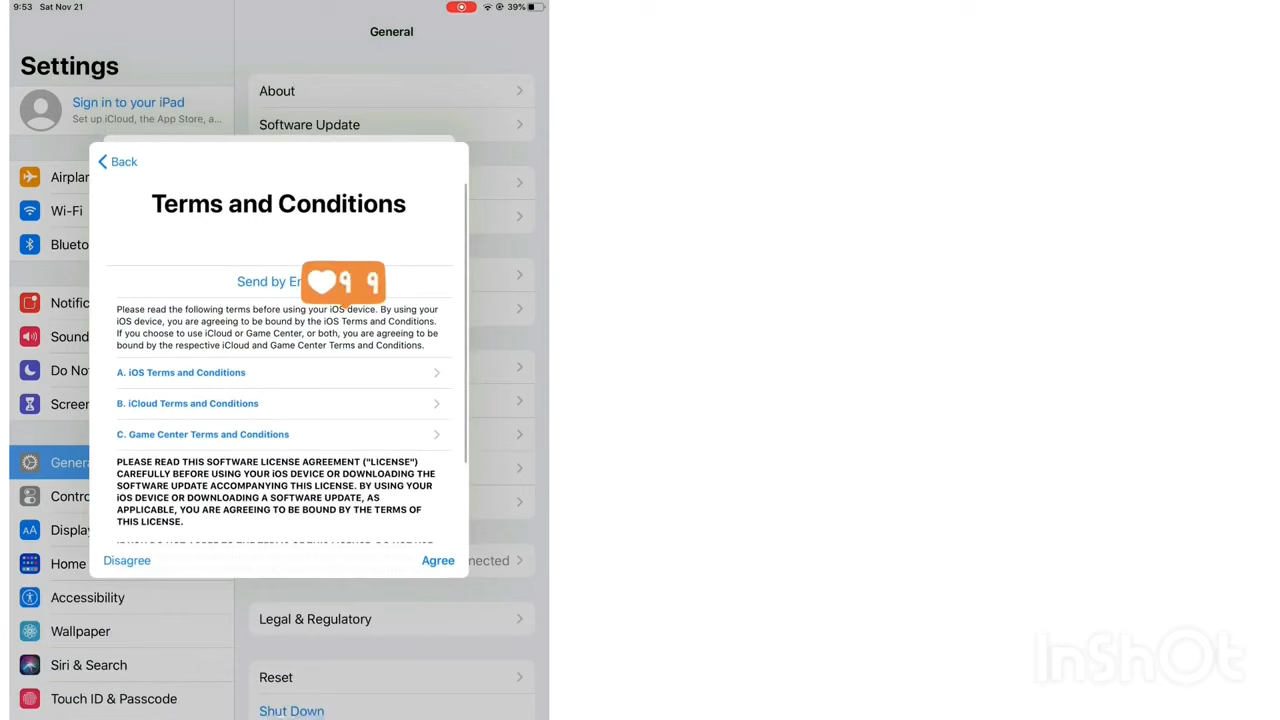 9:53 Sat Nov 21
39%
General
Settings
Sign in to your iPad
Set up iCloud, the App Store, a...
About
Software Update
Back
Terms and Conditions
Send by
99
Please read the following terms before using your iOS device. By using your
iOS device, you are agreeing to be bound by the iOS Terms and Conditions.
If you choose to use iCloud or Game Center, or both, you are agreeing to be
bound by the respective iCloud and Game Center Terms and Conditions.
A. iOS Terms and Conditions
B. iCloud Terms and Conditions
C. Game Center Terms and Conditions
PLEASE READ THIS SOFTWARE LICENSE AGREEMENT ("LICENSE")
CAREFULLY BEFORE USING YOUR iOS DEVICE OR DOWNLOADING THE
SOFTWARE UPDATE ACCOMPANYING THIS LICENSE. BY USING YOUR
iOS DEVICE OR DOWNLOADING A SOFTWARE UPDATE, AS
APPLICABLE, YOU ARE AGREEING TO BE BOUND BY THE TERMS OF
THIS LICENSE.
Disagree
Agree
Airplan
Wi-Fi
Bluetoo
Notific
Sound
Do No
Screen
General
Contro
Display
Home
nected
Accessibility
Wallpaper
Siri & Search
Touch ID & Passcode
Legal & Regulatory
Reset
Shut Down
InShOt